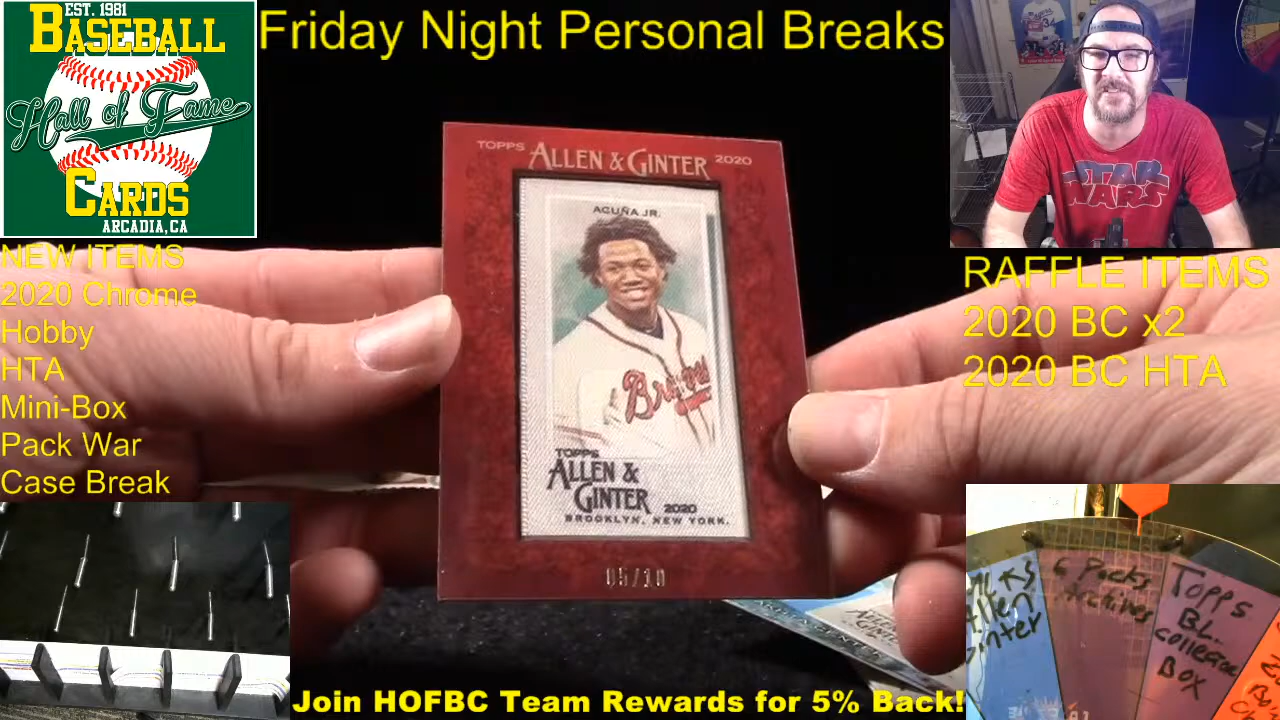 EST. 1981
BASEBALL
Hall of Fame
CARDS
ARCADIA, CA
Friday Night Personal Breaks
NEW ITEMS
2020 Chrome
Hobby
HTA
Mini-Box
Pack War
Case Break
TOPPS ALLEN & GINTER 2020
ACUÑA JR.
Braves
TOPPS
ALLEN &
GINTER 2020
BROOKLYN, NEW YORK.
05/10
STAR
WARS
34
RAFFLE ITEMS
2020 BC x2
2020 BC HTA
6 Packs
Archives
TOPPS
BL.
collection
BOX
Join HOFBC Team Rewards for 5% Back!